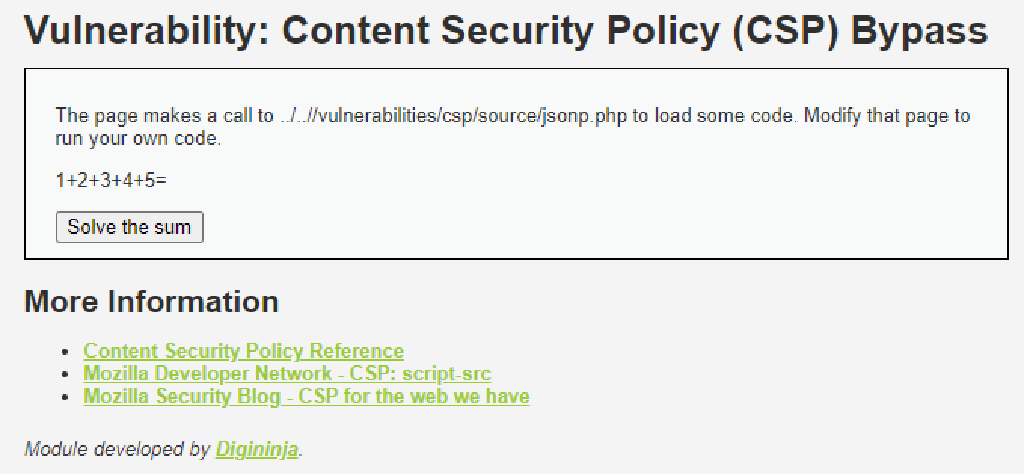 Vulnerability: Content Security Policy (CSP) Bypass
The page makes a call to ../..//vulnerabilities/csp/source/jsonp.php to load some code. Modify that page to
run your own code.
1+2+3+4+5=
Solve the sum
More Information
Content Security Policy Reference
Mozilla Developer Network - CSP: script-src
Mozilla Security Blog - CSP for the web we have
Module developed by Digininja.